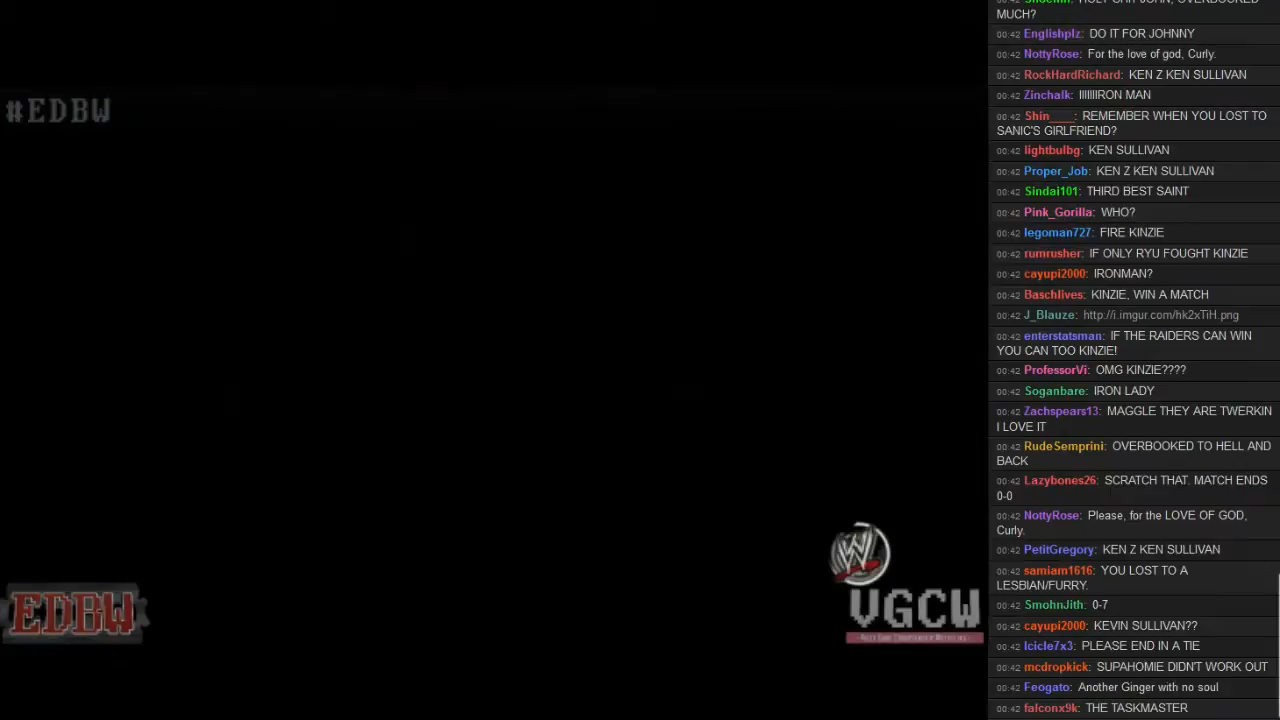 #EDBW
EDBW
W
VGCW
MUCH?
00:42 Englishplz: DO IT FOR JOHNNY
00:42 NottyRose: For the love of god, Curly.
00:42 RockHardRichard: KEN Z KEN SULLIVAN
00:42 Zinchalk: IIIIIIIRON MAN
00:42 Shin____: REMEMBER WHEN YOU LOST TO
SANIC'S GIRLFRIEND?
00:42 lightbulbg: KEN SULLIVAN
00:42 Proper_Job: KEN Z KEN SULLIVAN
00:42 Sindai101: THIRD BEST SAINT
00:42 Pink_Gorilla: WHO?
00:42 legoman727: FIRE KINZIE
00:42 rumrusher: IF ONLY RYU FOUGHT KINZIE
00:42 cayupi2000: IRONMAN?
00:42 Baschlives: KINZIE, WIN A MATCH
00:42 J_Blauze: http://i.imgur.com/hk2xTiH.png
00:42 enterstatsman: IF THE RAIDERS CAN WIN
YOU CAN TOO KINZIE!
00:42 ProfessorVi: OMG KINZIE????
00:42 Soganbare: IRON LADY
00:42 Zachspears13: MAGGLE THEY ARE TWERKIN
I LOVE IT
00:42 RudeSemprini: OVERBOOKED TO HELL AND
BACK
00:42 Lazybones26: SCRATCH THAT. MATCH ENDS
0-0
00:42 NottyRose: Please, for the LOVE OF GOD,
Curly.
00:42 PetitGregory: KEN Z KEN SULLIVAN
00:42 samiam1616: YOU LOST TO A
LESBIAN/FURRY.
00:42 SmohnJith: 0-7
00:42 cayupi2000: KEVIN SULLIVAN??
00:42 Icicle7x3: PLEASE END IN A TIE
00:42 mcdropkick: SUPAHOMIE DIDN'T WORK OUT
00:42 Feogato: Another Ginger with no soul
00:42 falconx9k: THE TASKMASTER